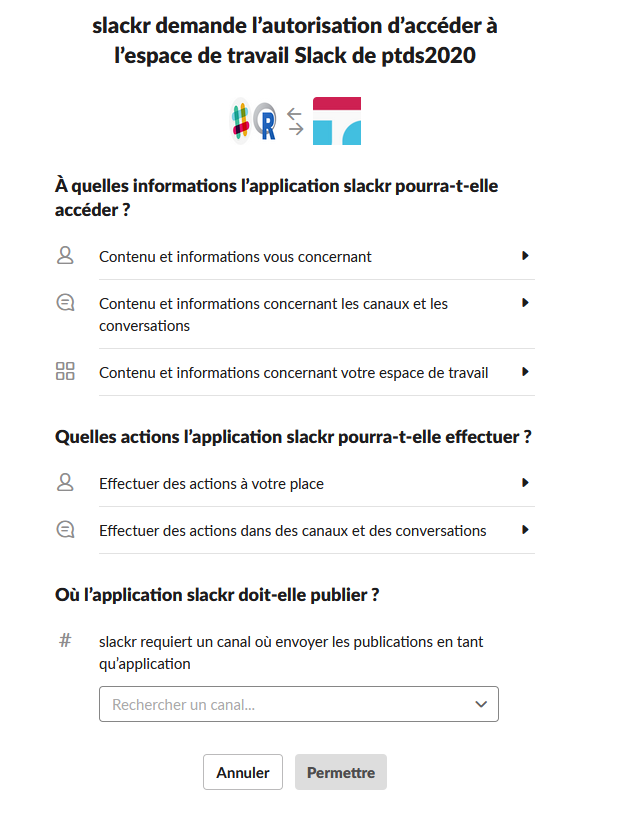 slackr demande l’autorisation d’accéder à
l’espace de travail Slack de ptds2020
R
À quelles informations l’application slackr pourra-t-elle
accéder ?
Contenu et informations vous concernant
Contenu et informations concernant les canaux et les
conversations
Contenu et informations concernant votre espace de travail
Quelles actions l’application slackr pourra-t-elle effectuer ?
Effectuer des actions à votre place
Effectuer des actions dans des canaux et des conversations
Où l’application slackr doit-elle publier ?
# slackr requiert un canal où envoyer les publications en tant
qu’application
Rechercher un canal...
Annuler Permettre